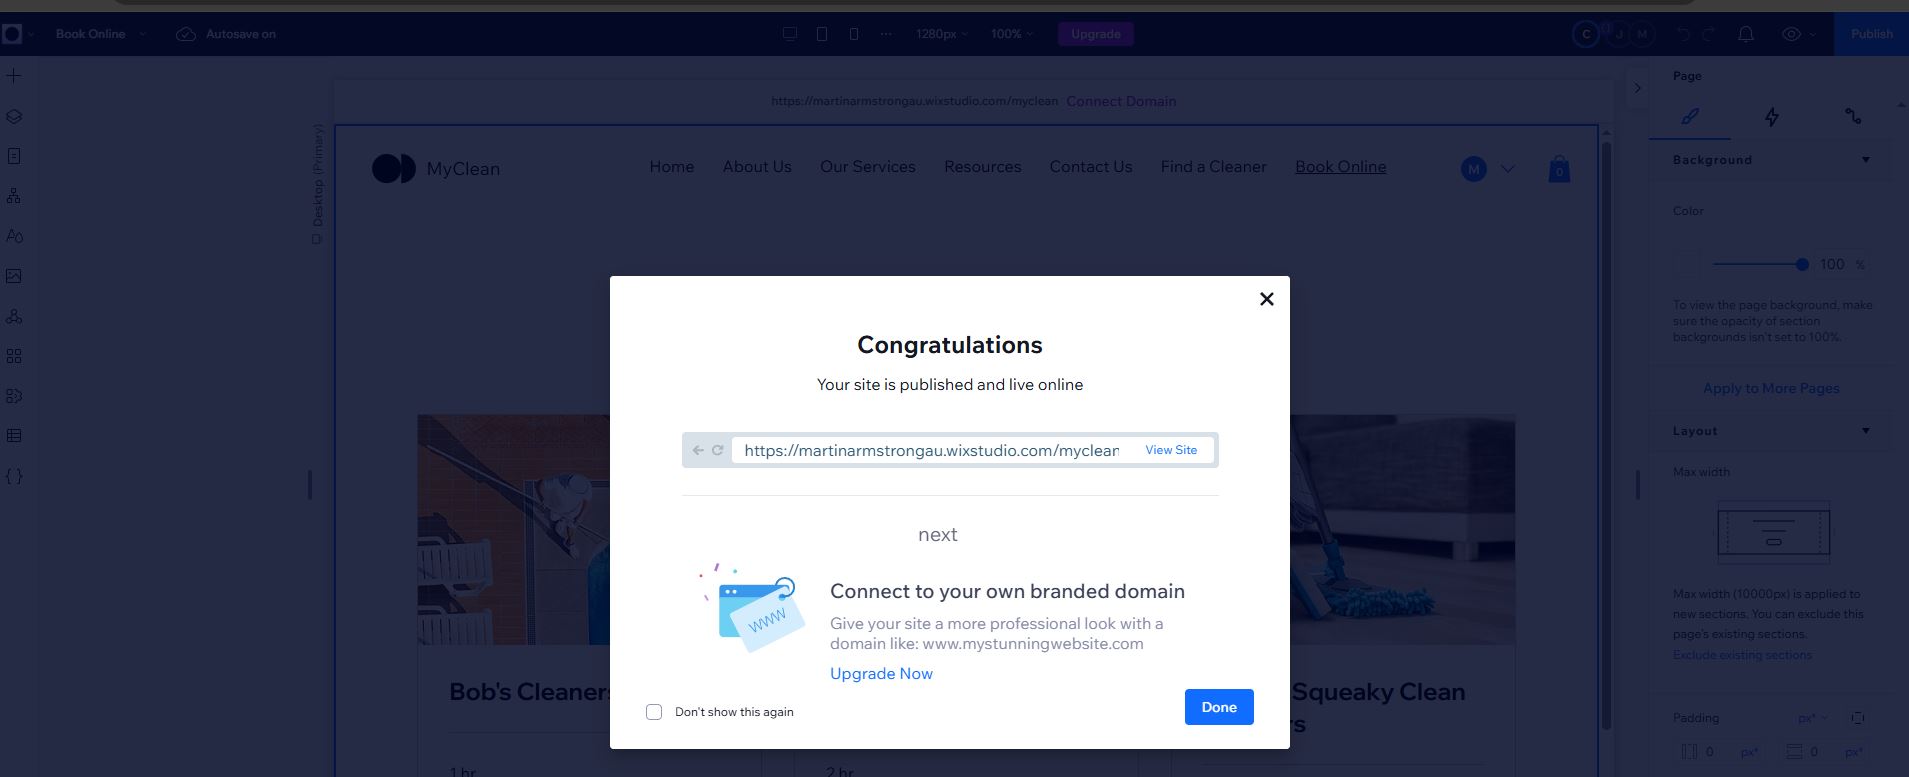 Book Online
Autosave on
1280px
100%
Upgrade
C
J
M
Publish
Page
https://martinarmstrongau.wixstudio.com/myclean Connect Domain
Desktop (Primary)
MyClean
Home
About Us
Our Services
Resources
Contact Us
Find a Cleaner
Book Online
M
0
Background
Color
100 %
To view the page background, make
sure the opacity of section
backgrounds isn't set to 100%.
Apply to More Pages
Layout
Max width
Max width (10000px) is applied to
new sections. You can exclude this
page's existing sections.
Exclude existing sections
Padding
px*
0 px*
0 px*
Congratulations
Your site is published and live online
https://martinarmstrongau.wixstudio.com/myclean
View Site
next
www
Connect to your own branded domain
Give your site a more professional look with a
domain like: www.mystunningwebsite.com
Upgrade Now
Don't show this again
Done
Bob's Cleaners
Squeaky Clean
rs
1 hr
2 hr